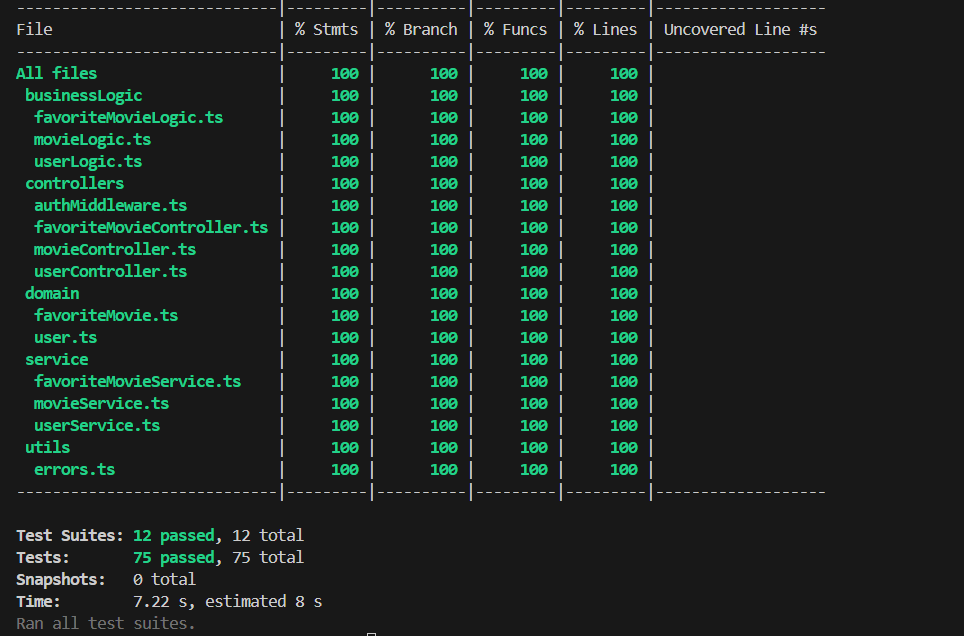 -----------------------------|---------|----------|---------|---------|-------------------
File                         | % Stmts | % Branch | % Funcs | % Lines | Uncovered Line #s
-----------------------------|---------|----------|---------|---------|-------------------
All files                    |     100 |      100 |     100 |     100 |
 businessLogic               |     100 |      100 |     100 |     100 |
  favoriteMovieLogic.ts      |     100 |      100 |     100 |     100 |
  movieLogic.ts              |     100 |      100 |     100 |     100 |
  userLogic.ts               |     100 |      100 |     100 |     100 |
 controllers                 |     100 |      100 |     100 |     100 |
  authMiddleware.ts          |     100 |      100 |     100 |     100 |
  favoriteMovieController.ts |     100 |      100 |     100 |     100 |
  movieController.ts         |     100 |      100 |     100 |     100 |
  userController.ts          |     100 |      100 |     100 |     100 |
 domain                      |     100 |      100 |     100 |     100 |
  favoriteMovie.ts           |     100 |      100 |     100 |     100 |
  user.ts                    |     100 |      100 |     100 |     100 |
 service                     |     100 |      100 |     100 |     100 |
  favoriteMovieService.ts    |     100 |      100 |     100 |     100 |
  movieService.ts            |     100 |      100 |     100 |     100 |
  userService.ts             |     100 |      100 |     100 |     100 |
 utils                       |     100 |      100 |     100 |     100 |
  errors.ts                  |     100 |      100 |     100 |     100 |
-----------------------------|---------|----------|---------|---------|-------------------
Test Suites: 12 passed, 12 total
Tests:       75 passed, 75 total
Snapshots:   0 total
Time:        7.22 s, estimated 8 s
Ran all test suites.